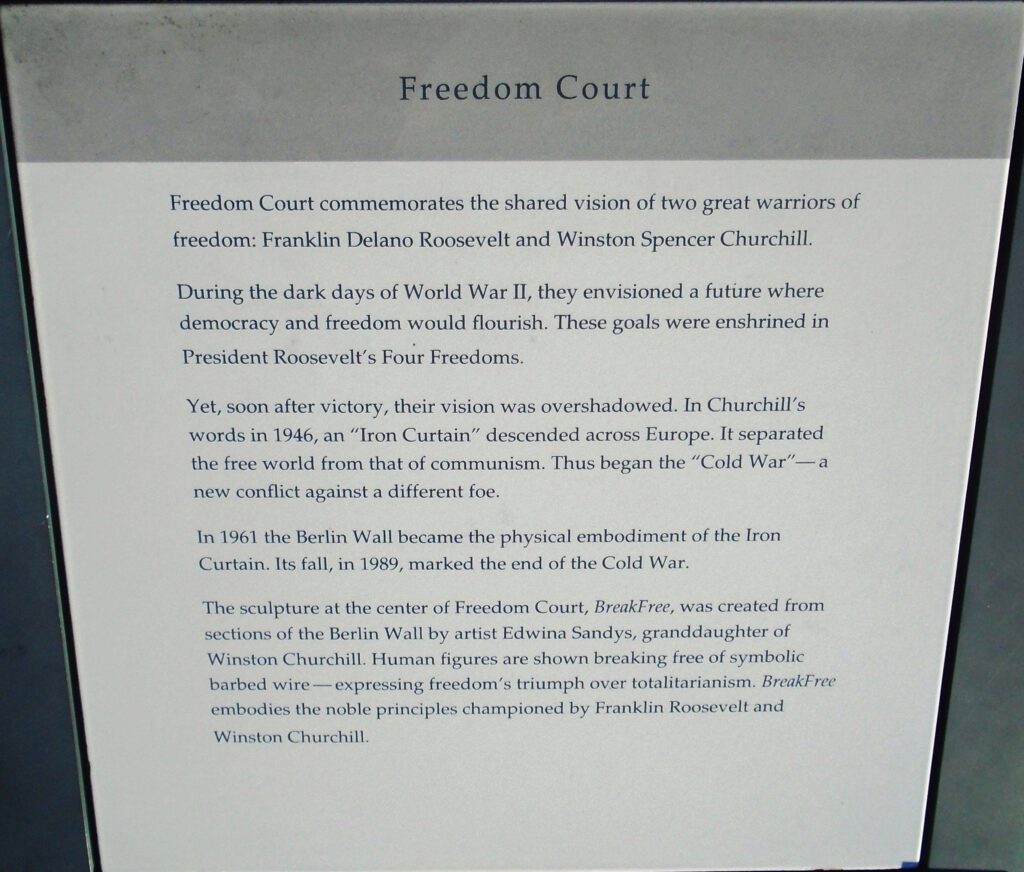 Freedom Court
Freedom Court commemorates the shared vision of two great warriors of
freedom: Franklin Delano Roosevelt and Winston Spencer Churchill.
During the dark days of World War II, they envisioned a future where
democracy and freedom would flourish. These goals were enshrined in
President Roosevelt's Four Freedoms.
Yet, soon after victory, their vision was overshadowed. In Churchill's
words in 1946, an “Iron Curtain” descended across Europe. It separated
the free world from that of communism. Thus began the “Cold War”—a
new conflict against a different foe.
In 1961 the Berlin Wall became the physical embodiment of the Iron
Curtain. Its fall, in 1989, marked the end of the Cold War.
The sculpture at the center of Freedom Court, BreakFree, was created from
sections of the Berlin Wall by artist Edwina Sandys, granddaughter of
Winston Churchill. Human figures are shown breaking free of symbolic
barbed wire—expressing freedom's triumph over totalitarianism. BreakFree
embodies the noble principles championed by Franklin Roosevelt and
Winston Churchill.